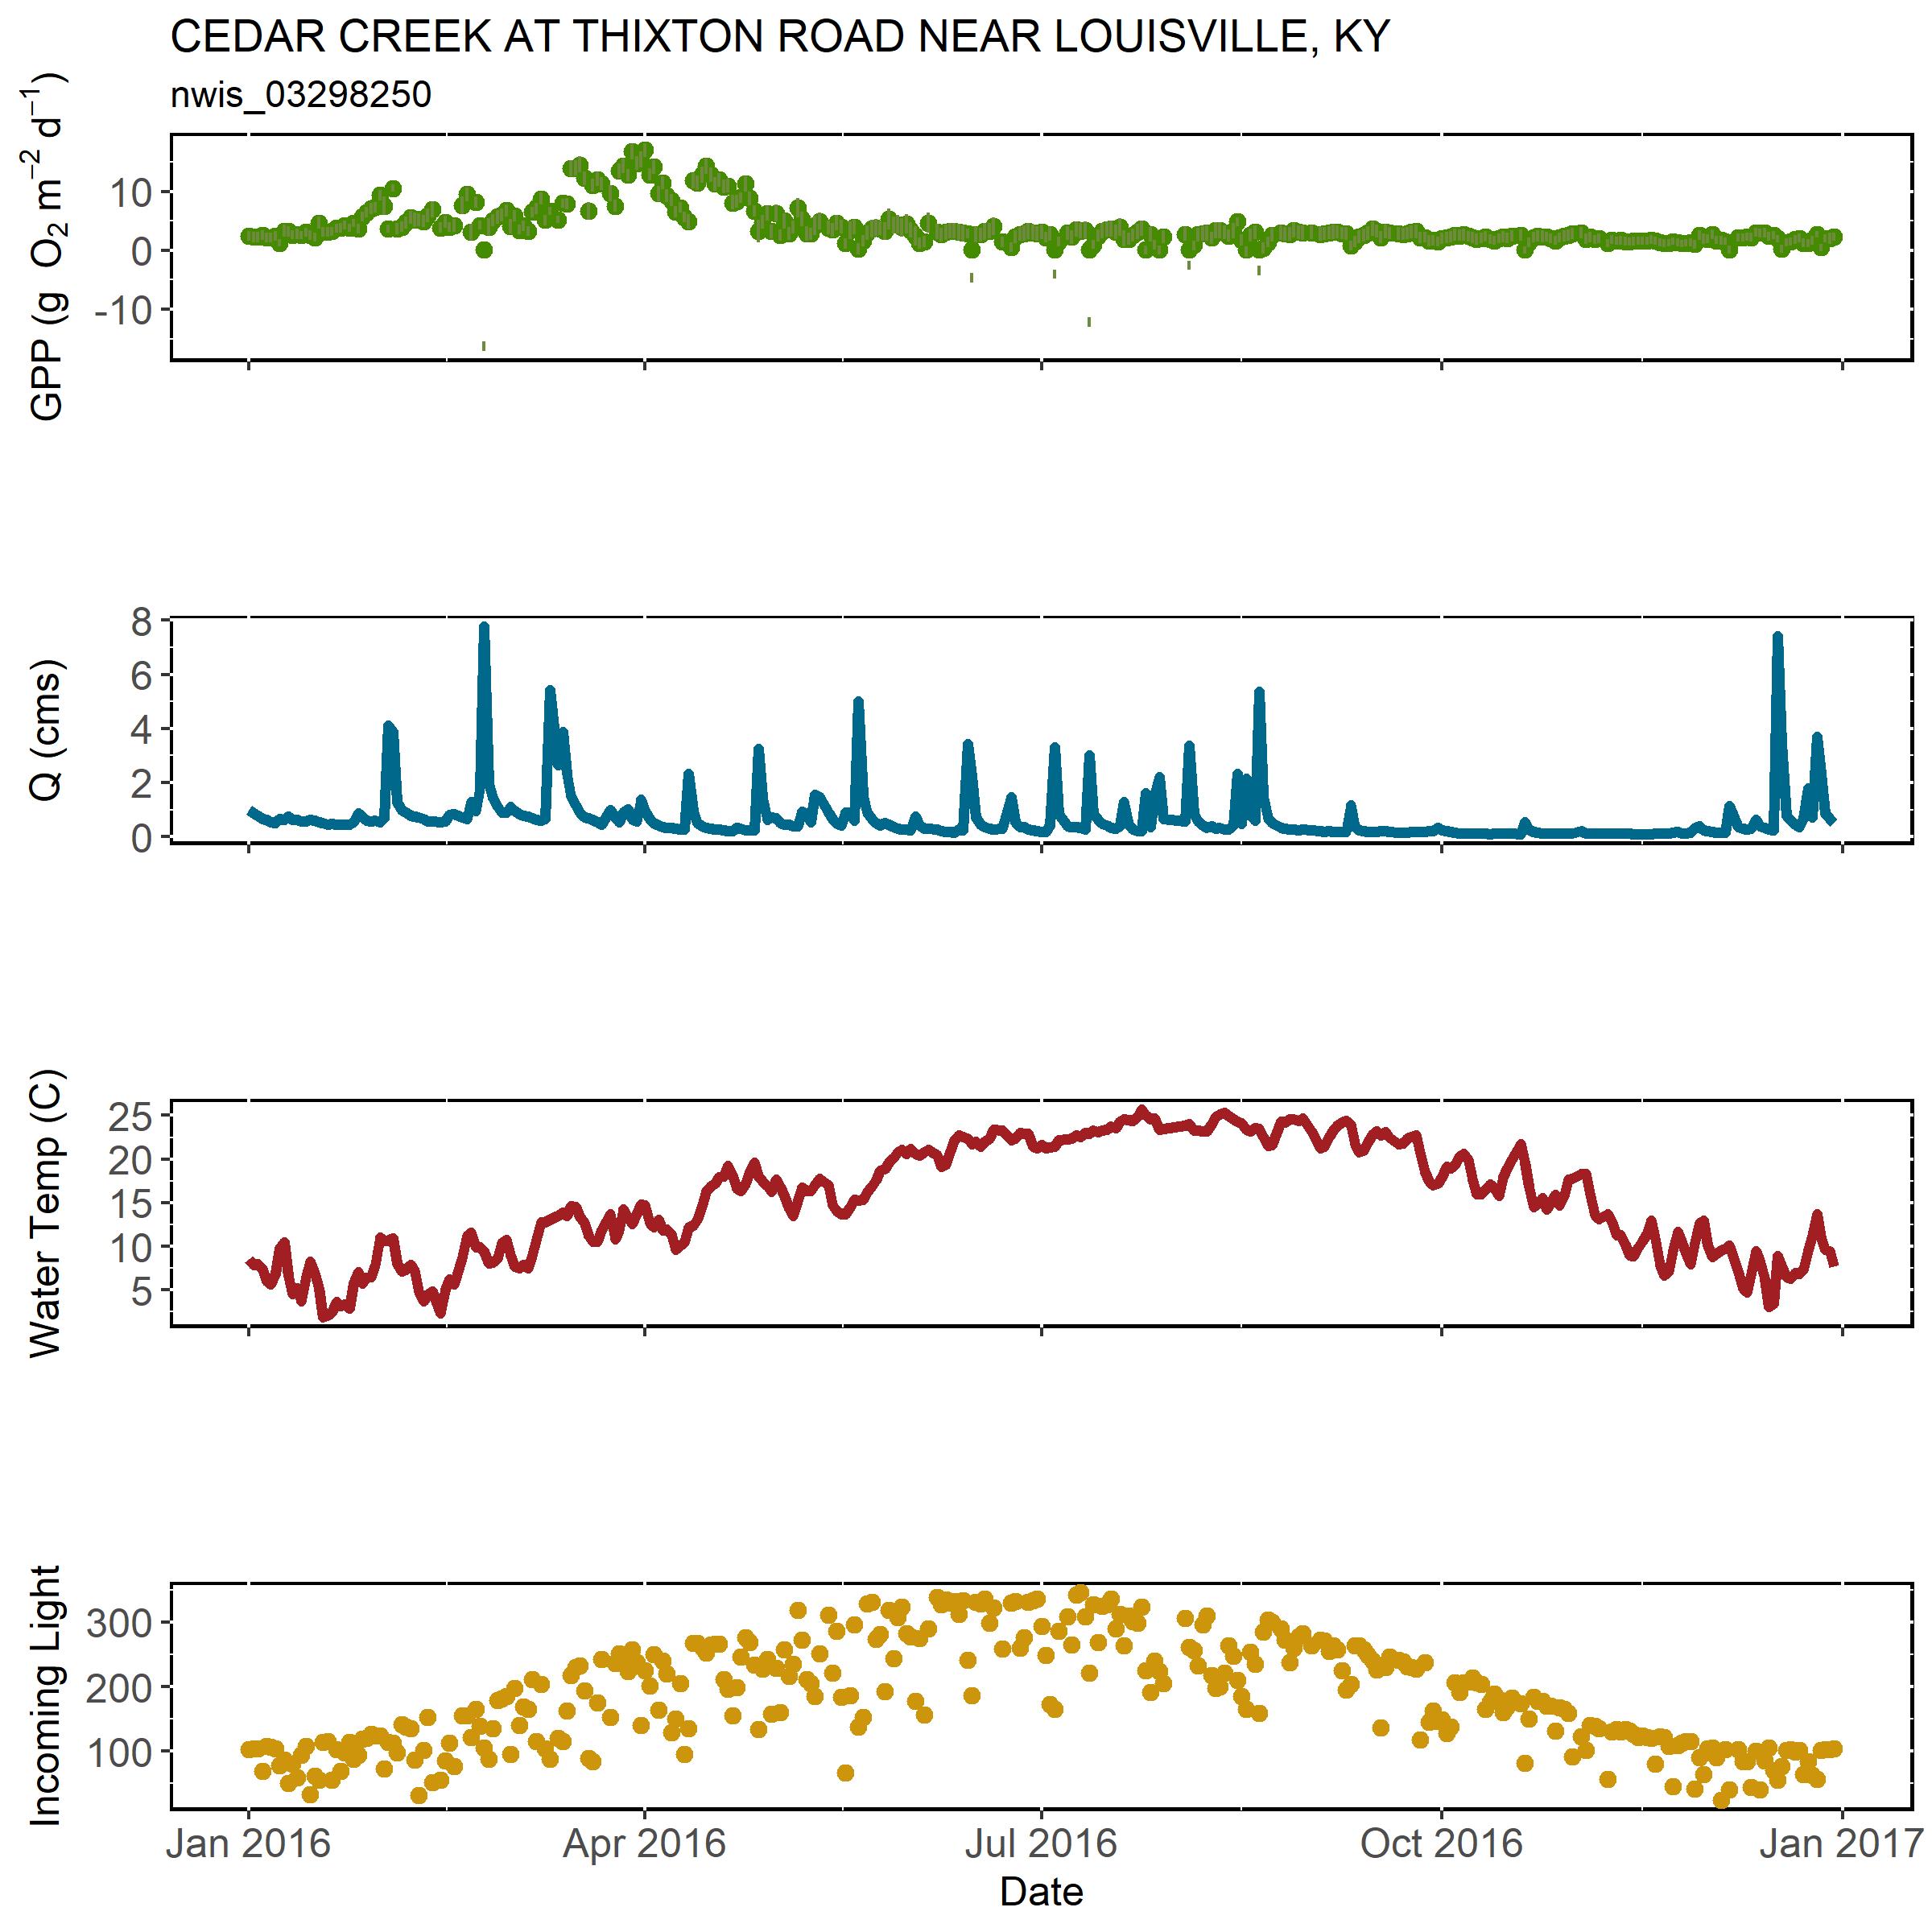 CEDAR CREEK AT THIXTON ROAD NEAR LOUISVILLE, KY
nwis_03298250
GPP (g O₂ m⁻² d⁻¹)
10
0
-10
Q (cms)
8
6
4
2
0
Water Temp (C)
25
20
15
10
5
Incoming Light
300
200
100
Jan 2016 Apr 2016 Jul 2016 Oct 2016 Jan 2017
Date